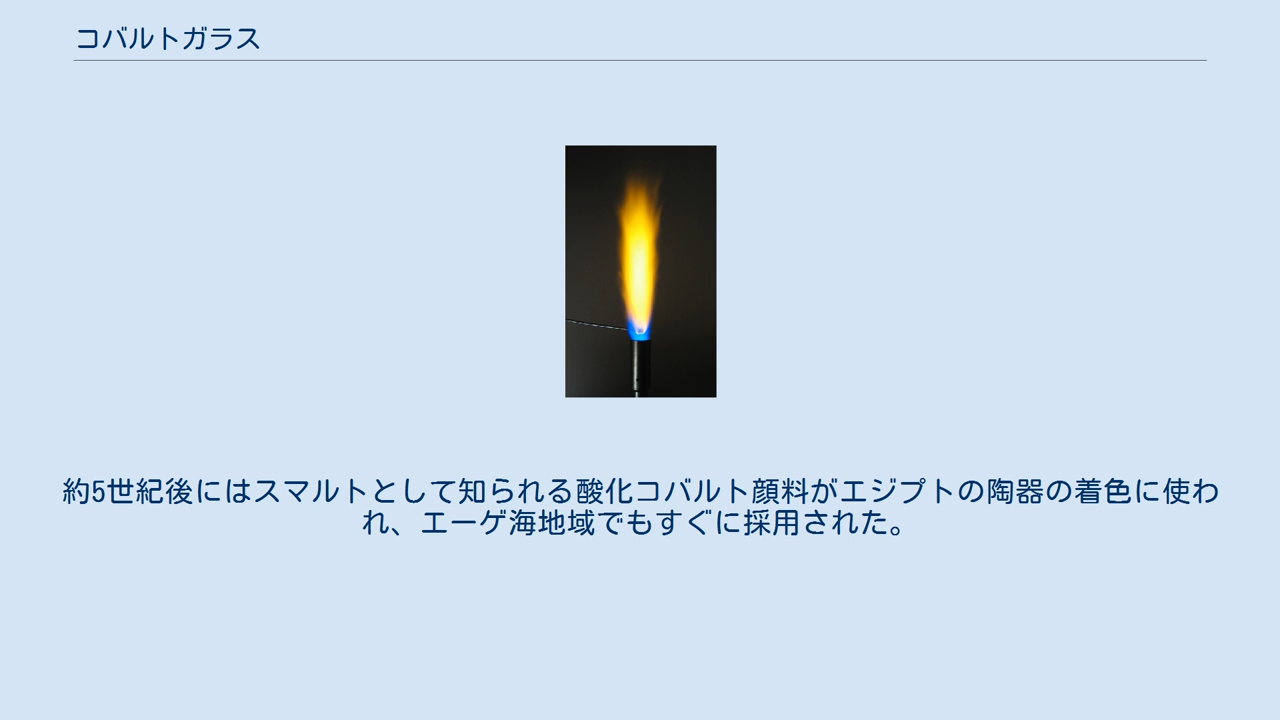 コバルトガラス
約5世紀後にはスマルトとして知られる酸化コバルト顔料がエジプトの陶器の着色に使わ
れ、エーゲ海地域でもすぐに採用された。